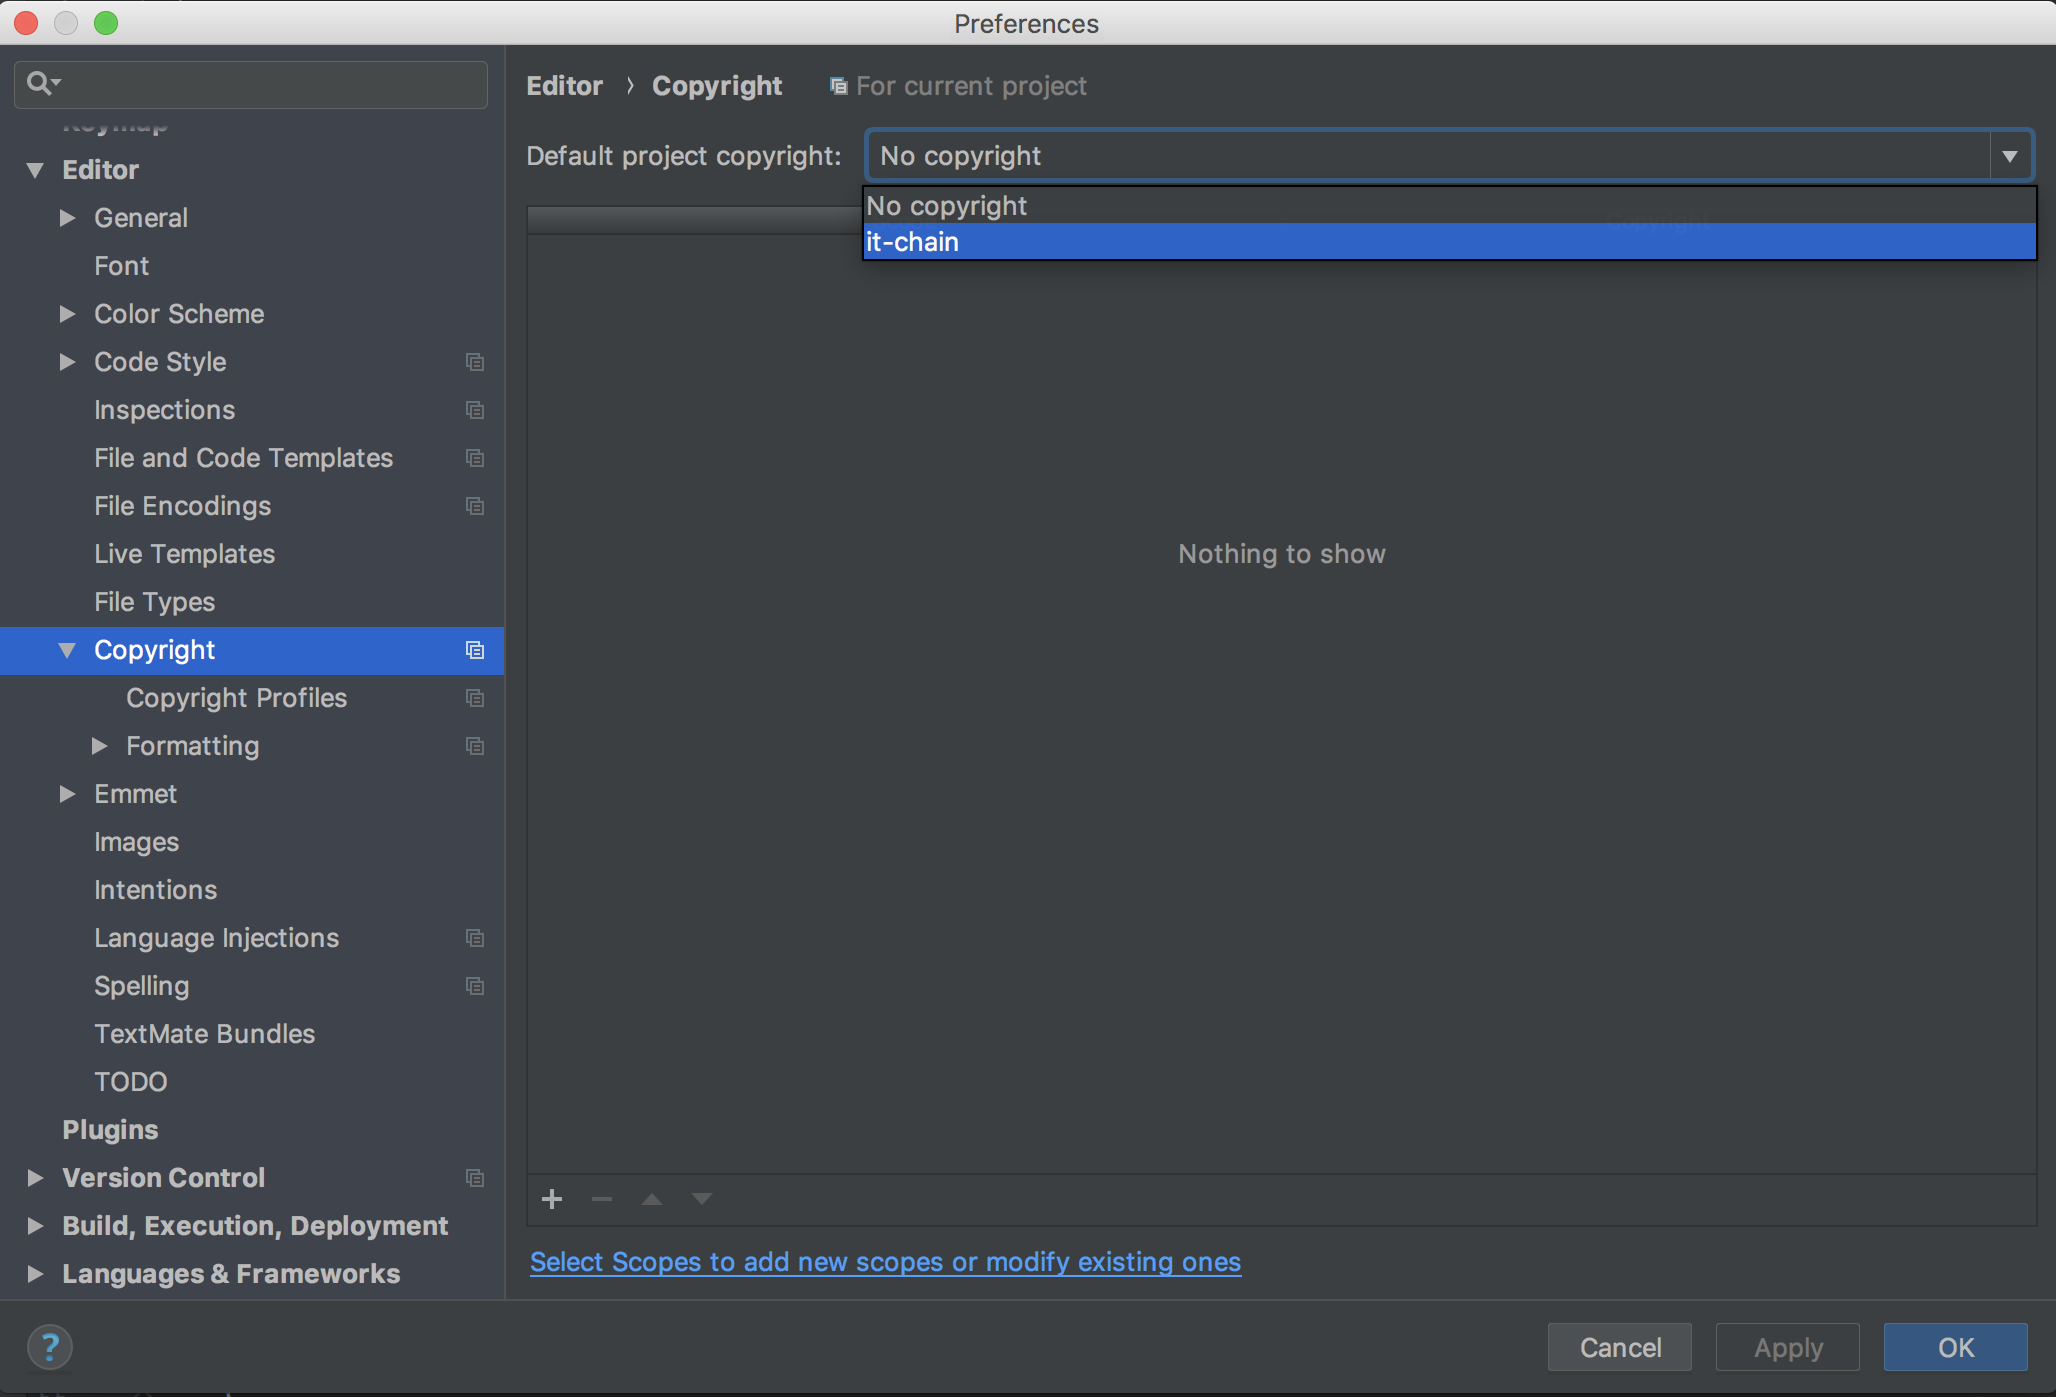 Preferences
Keymap
Editor
General
Font
Color Scheme
Code Style
Inspections
File and Code Templates
File Encodings
Live Templates
File Types
Copyright
Copyright Profiles
Formatting
Emmet
Images
Intentions
Language Injections
Spelling
TextMate Bundles
TODO
Plugins
Version Control
Build, Execution, Deployment
Languages & Frameworks
Editor › Copyright For current project
Default project copyright: No copyright
No copyright
Copyright
it-chain
Nothing to show
Select Scopes to add new scopes or modify existing ones
?
Cancel Apply OK